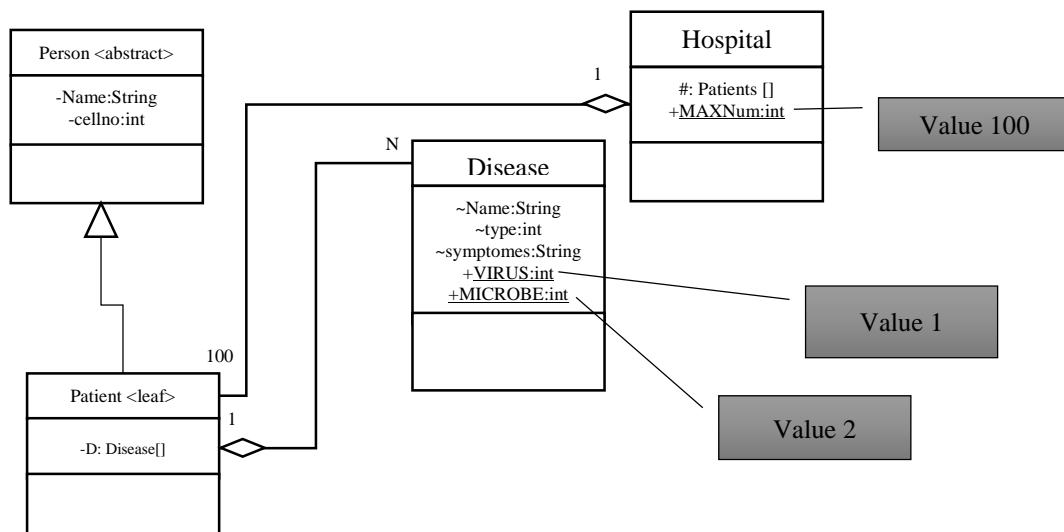 Person <abstract>
-Name:String
-cellno:int
Hospital
#: Patients []
+MAXNum:int
1
Value 100
N
Disease
~Name:String
~type:int
~symptomes:String
+VIRUS:int
+MICROBE:int
Value 1
Value 2
100
Patient <leaf>
1
-D: Disease[]